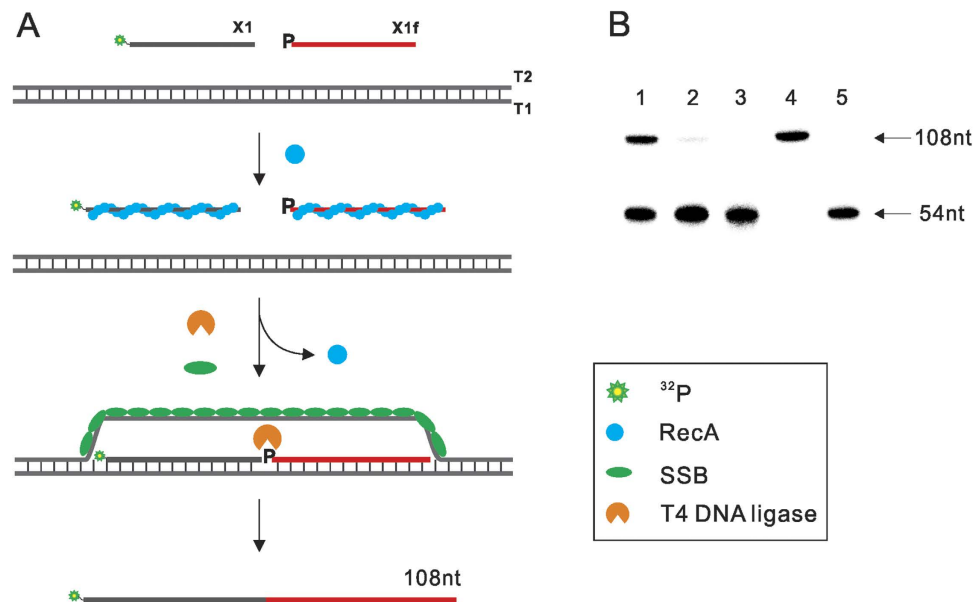 A
X1
P
X1f
T2
T1
P
P
108nt
B
1 2 3 4 5
108nt
54nt
32P
RecA
SSB
T4 DNA ligase